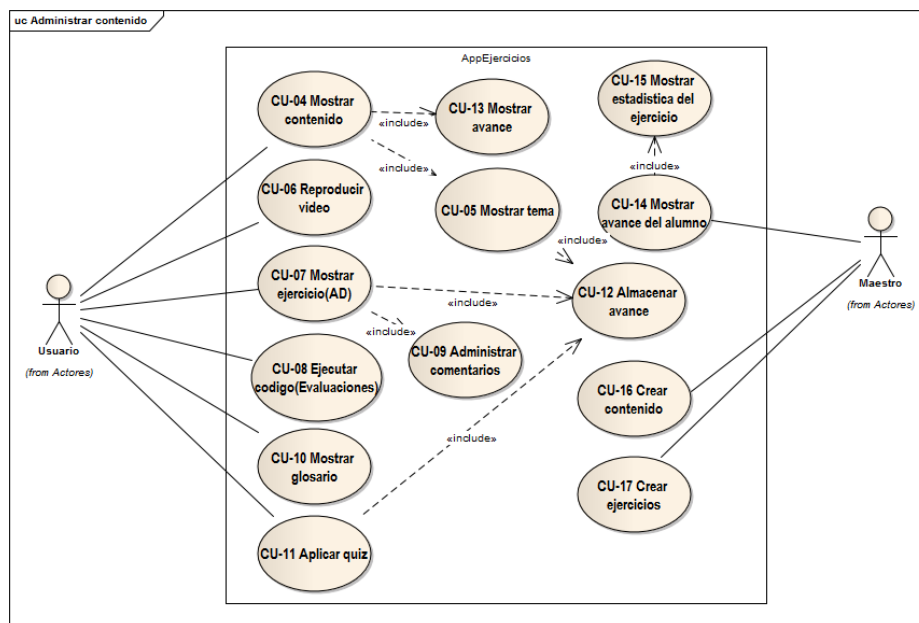 uc Administrar contenido
AppEjercicios
CU-04 Mostrar
contenido
«include»
CU-13 Mostrar
avance
CU-15 Mostrar
estadistica del
ejercicio
«include»
«include»
CU-06 Reproducir
video
CU-05 Mostrar tema
CU-14 Mostrar
avance del alumno
«include»
CU-07 Mostrar
ejercicio(AD)
«include»
CU-12 Almacenar
avance
Usuario
(from Actores)
Maestro
(from Actores)
«include»
CU-09 Administrar
comentarios
CU-08 Ejecutar
codigo(Evaluaciones)
CU-16 Crear
contenido
«include»
CU-10 Mostrar
glosario
CU-17 Crear
ejercicios
CU-11 Aplicar quiz